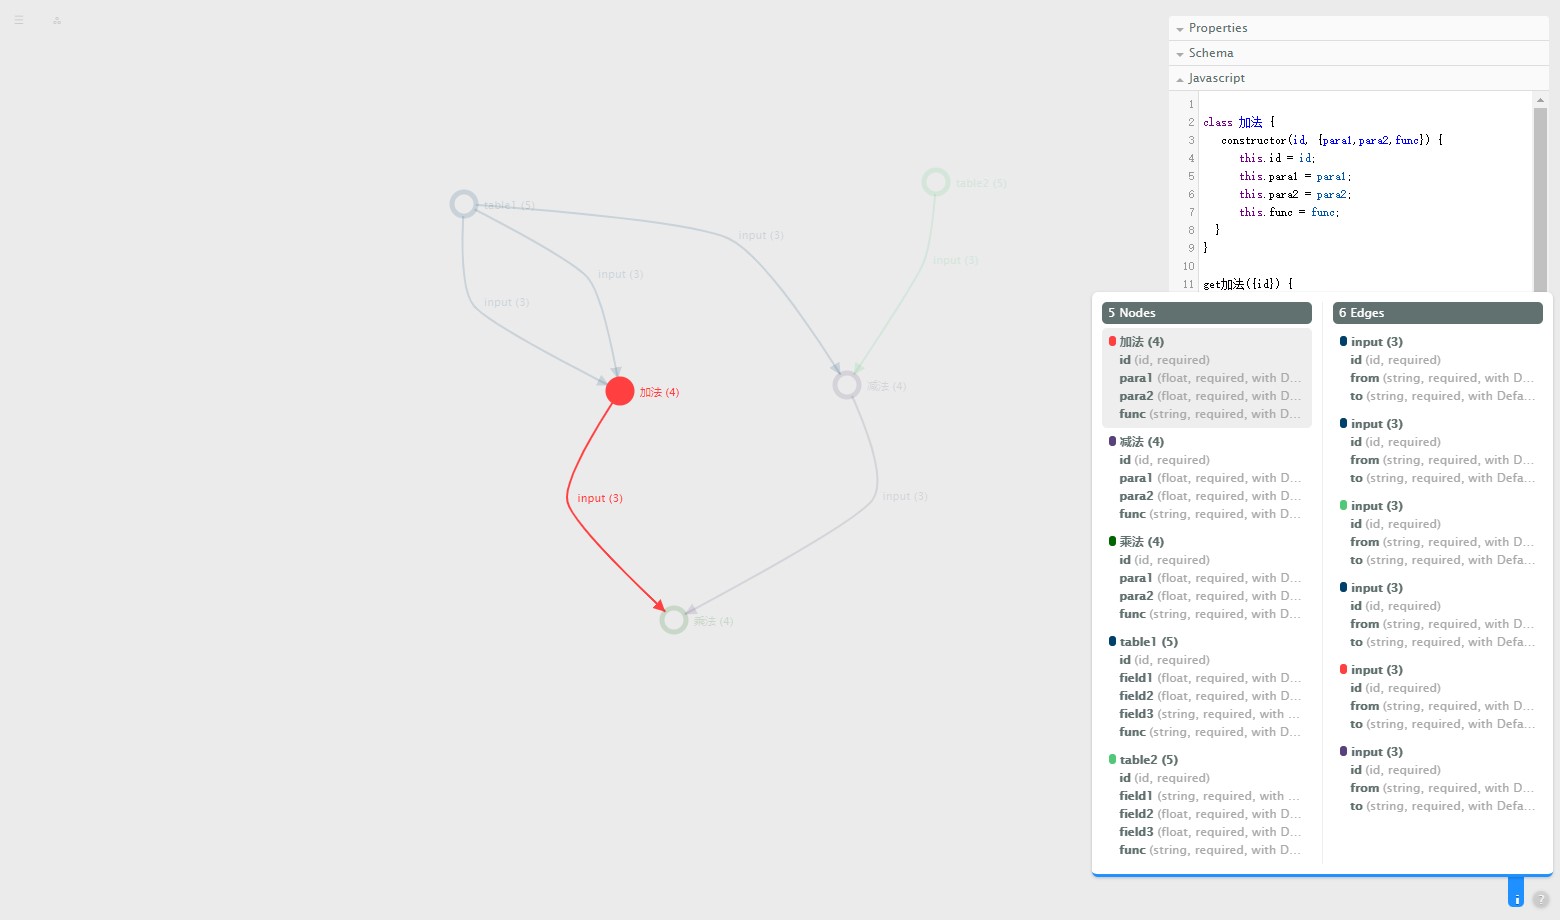 Properties
Schema
Javascript
1
2 class 加法 {
3 constructor(id, {para1,para2,func}) {
4 this.id = id;
5 this.para1 = para1;
6 this.para2 = para2;
7 this.func = func;
8 }
9 }
10
11 get加法({id}) {
table1 (5)
table2 (5)
input (3)
input (3)
input (3)
input (3)
加法 (4)
减法 (4)
input (3)
input (3)
乘法 (4)
5 Nodes
加法 (4)
id (id, required)
para1 (float, required, with D...
para2 (float, required, with D...
func (string, required, with D...
减法 (4)
id (id, required)
para1 (float, required, with D...
para2 (float, required, with D...
func (string, required, with D...
乘法 (4)
id (id, required)
para1 (float, required, with D...
para2 (float, required, with D...
func (string, required, with D...
table1 (5)
id (id, required)
field1 (float, required, with D...
field2 (float, required, with D...
field3 (string, required, with ...
func (string, required, with D...
table2 (5)
id (id, required)
field1 (string, required, with ...
field2 (float, required, with D...
field3 (float, required, with D...
func (string, required, with D...
6 Edges
input (3)
id (id, required)
from (string, required, with D...
to (string, required, with Defa...
input (3)
id (id, required)
from (string, required, with D...
to (string, required, with Defa...
input (3)
id (id, required)
from (string, required, with D...
to (string, required, with Defa...
input (3)
id (id, required)
from (string, required, with D...
to (string, required, with Defa...
input (3)
id (id, required)
from (string, required, with D...
to (string, required, with Defa...
input (3)
id (id, required)
from (string, required, with D...
to (string, required, with Defa...
i
?